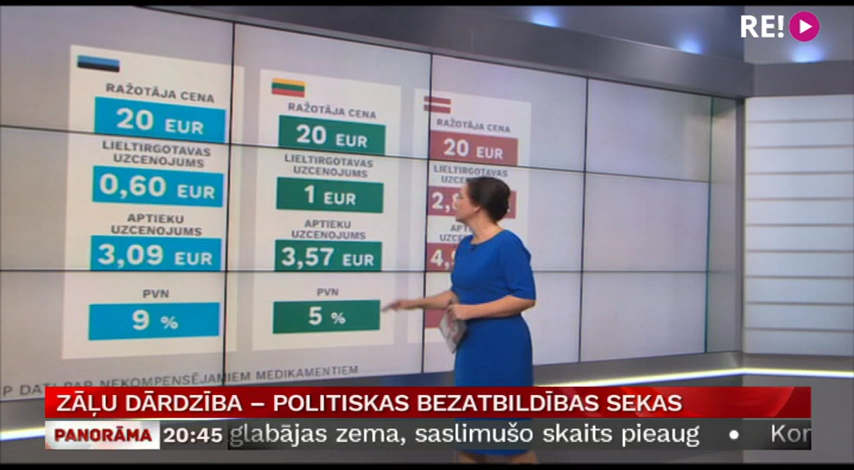 RE!
RAŽOTĀJA CENA
20 EUR
LIELTIRGOTAVAS
UZCENOJUMS
0,60 EUR
APTIEKU
UZCENOJUMS
3,09 EUR
PVN
9 %
RAŽOTĀJA CENA
20 EUR
LIELTIRGOTAVAS
UZCENOJUMS
1 EUR
APTIEKU
UZCENOJUMS
3,57 EUR
PVN
5 %
RAŽOTĀJA CENA
20 EUR
LIELTIRGOTAVAS
DATI PAR NEKOMPENSĒJAMIEM MEDIKAMENTIEM
ZĀĻU DĀRDZĪBA – POLITISKAS BEZATBILDĪBAS SEKAS
PANORĀMA 20:45 glabājas zema, saslimušo skaits pieaug • Kor